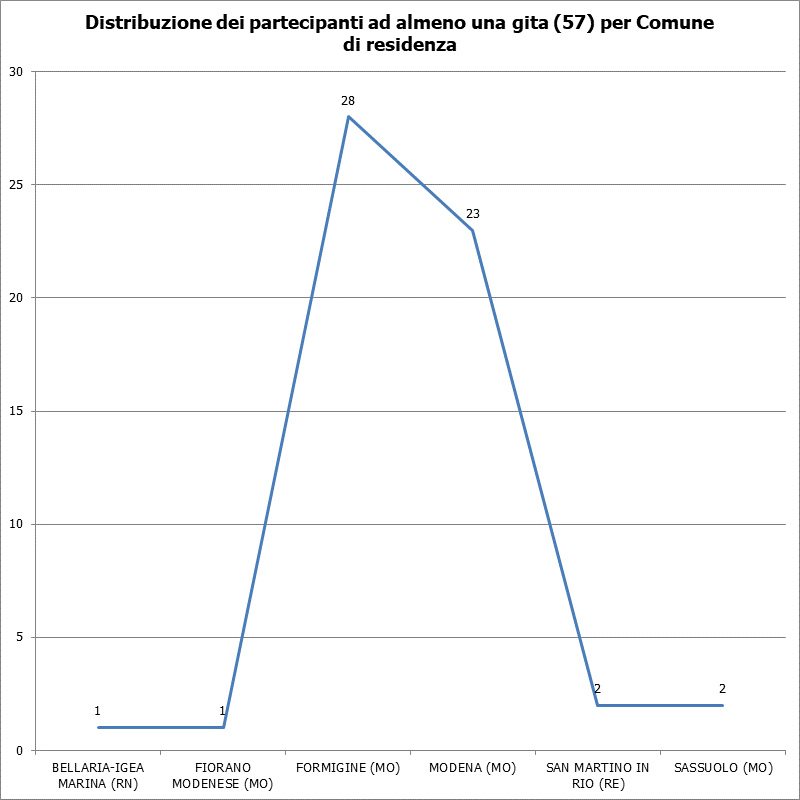 Distribuzione dei partecipanti ad almeno una gita (57) per Comune
di residenza
30
25
20
15
10
5
0
1
1
28
23
2
2
BELLARIA-IGEA
MARINA (RN)
FIORANO
MODENESE (MO)
FORMIGINE (MO)
MODENA (MO)
SAN MARTINO IN
RIO (RE)
SASSUOLO (MO)